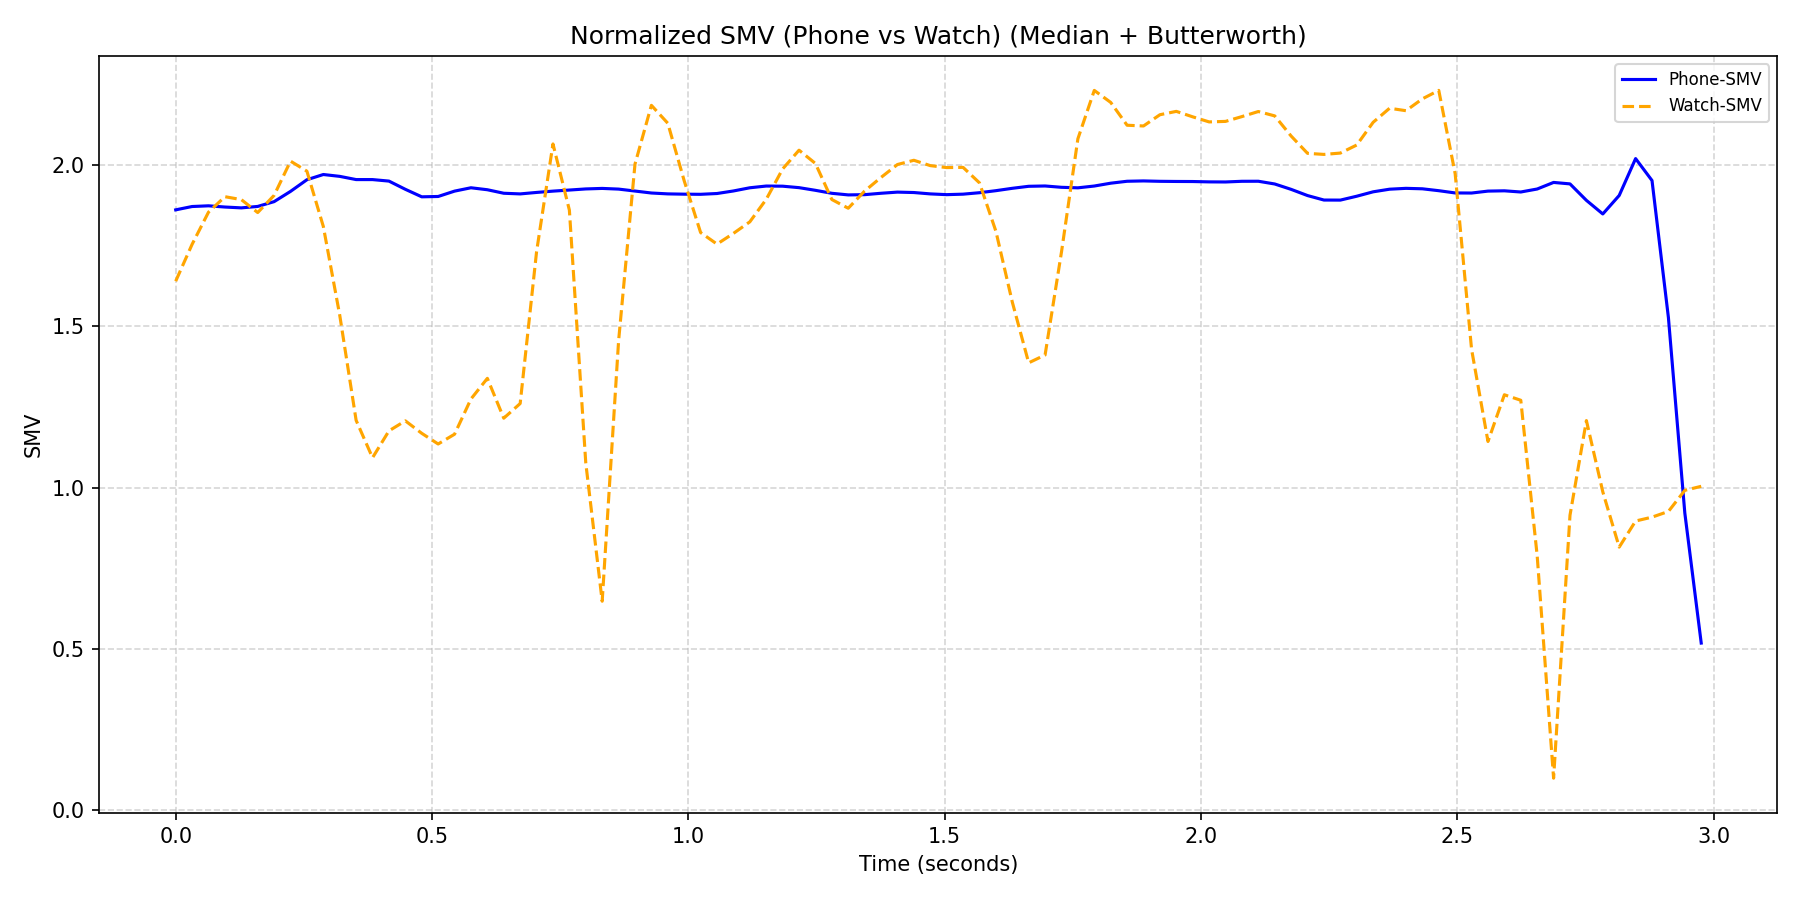 Normalized SMV (Phone vs Watch) (Median + Butterworth)
Phone-SMV
Watch-SMV
SMV
2.0
1.5
1.0
0.5
0.0
0.0 0.5 1.0 1.5 2.0 2.5 3.0
Time (seconds)